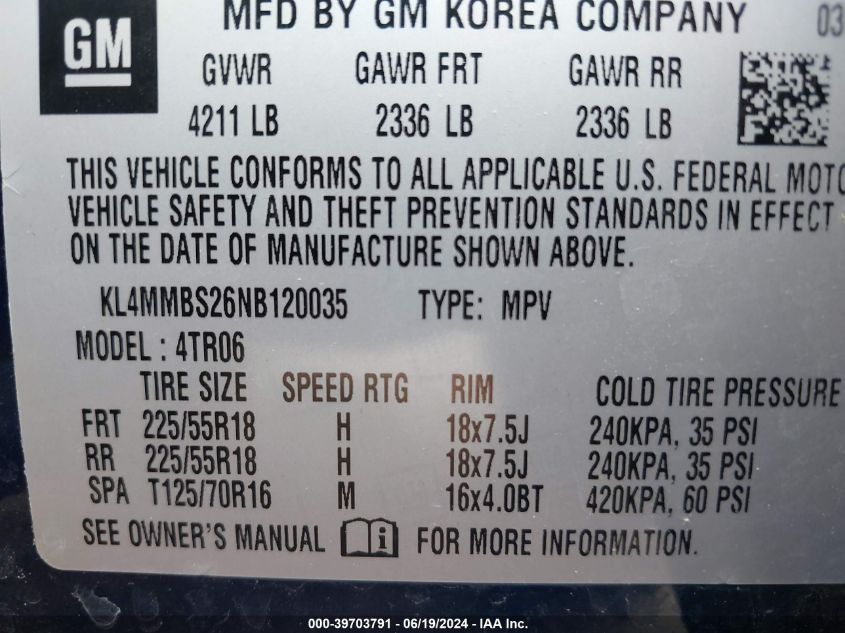 GM
MFD BY GM KOREA COMPANY 03
GVWR GAWR FRT GAWR RR
4211 LB 2336 LB 2336 LB
THIS VEHICLE CONFORMS TO ALL APPLICABLE U.S. FEDERAL MOTO
VEHICLE SAFETY AND THEFT PREVENTION STANDARDS IN EFFECT
ON THE DATE OF MANUFACTURE SHOWN ABOVE.
KL4MMBS26NB120035 TYPE: MPV
MODEL : 4TR06
TIRE SIZE SPEED RTG RIM COLD TIRE PRESSURE
FRT 225/55R18 H 18x7.5J 240KPA, 35 PSI
RR 225/55R18 H 18x7.5J 240KPA, 35 PSI
SPA T125/70R16 M 16x4.0BT 420KPA, 60 PSI
SEE OWNER'S MANUAL i FOR MORE INFORMATION.
000-39703791 - 06/19/2024 - IAA Inc.